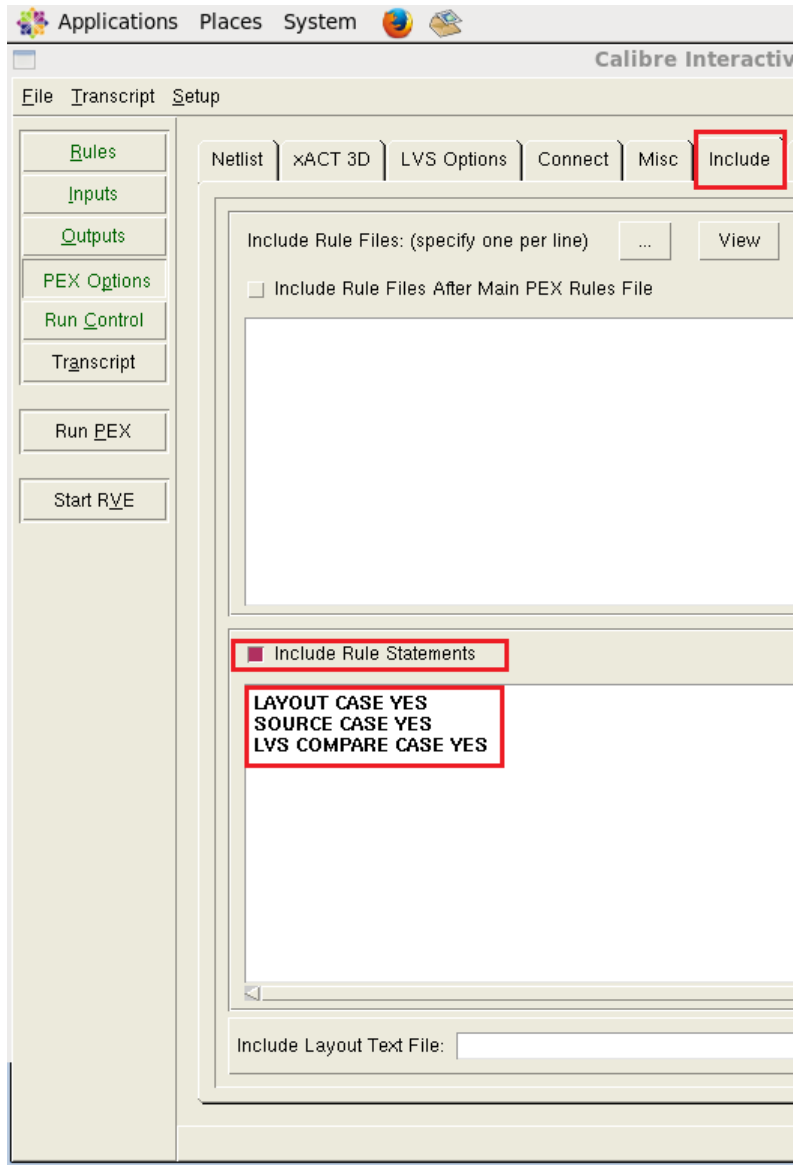 Applications Places System
Calibre Interactiv
File Transcript Setup
Rules
Inputs
Outputs
PEX Options
Run Control
Transcript
Run PEX
Start RVE
Netlist xACT 3D LVS Options Connect Misc Include
Include Rule Files: (specify one per line) ... View
Include Rule Files After Main PEX Rules File
Include Rule Statements
LAYOUT CASE YES
SOURCE CASE YES
LVS COMPARE CASE YES
Include Layout Text File: